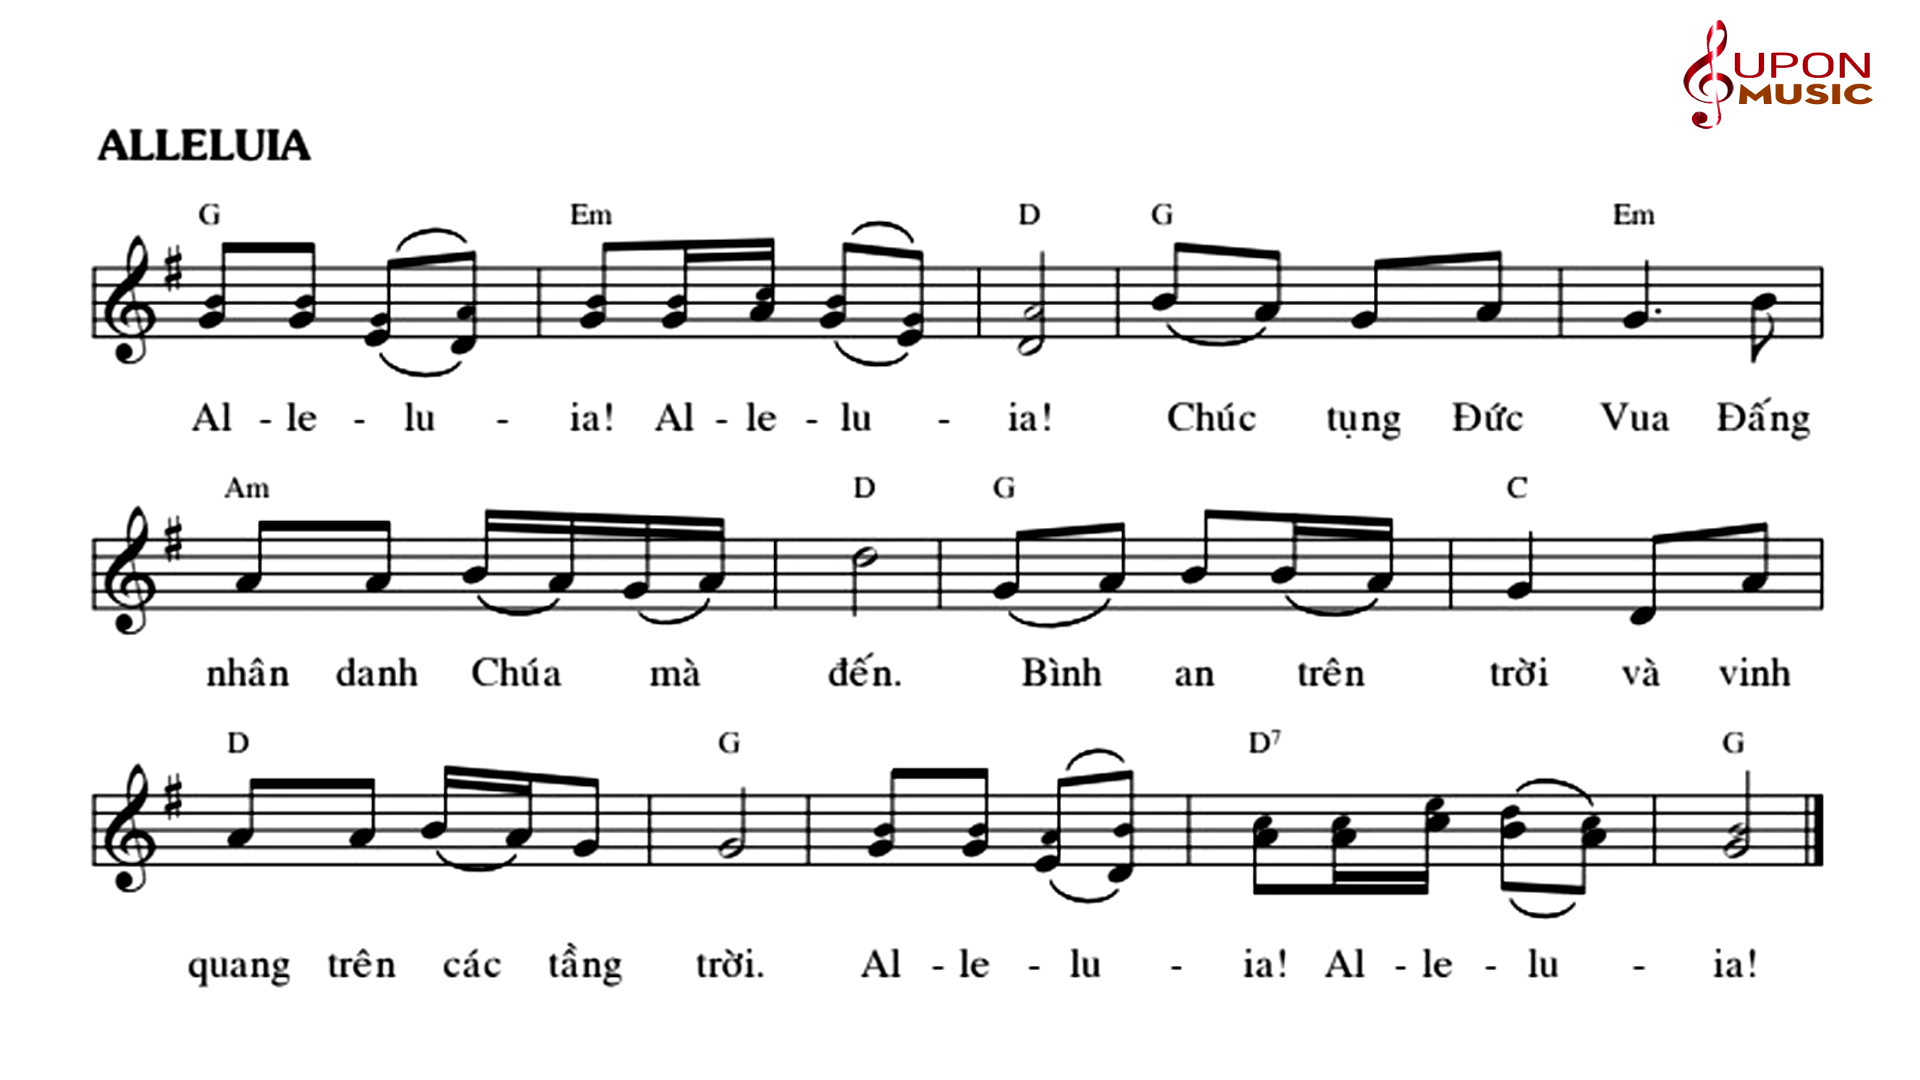 UPON
MUSIC
ALLELUIA
G Em D G Em
Al - le - lu - ia! Al - le - lu - ia! Chúc tụng Đức Vua Đấng
Am D G C
nhân danh Chúa mà đến. Bình an trên trời và vinh
D G D7 G
quang trên các tầng trời. Al - le - lu - ia! Al - le - lu - ia!